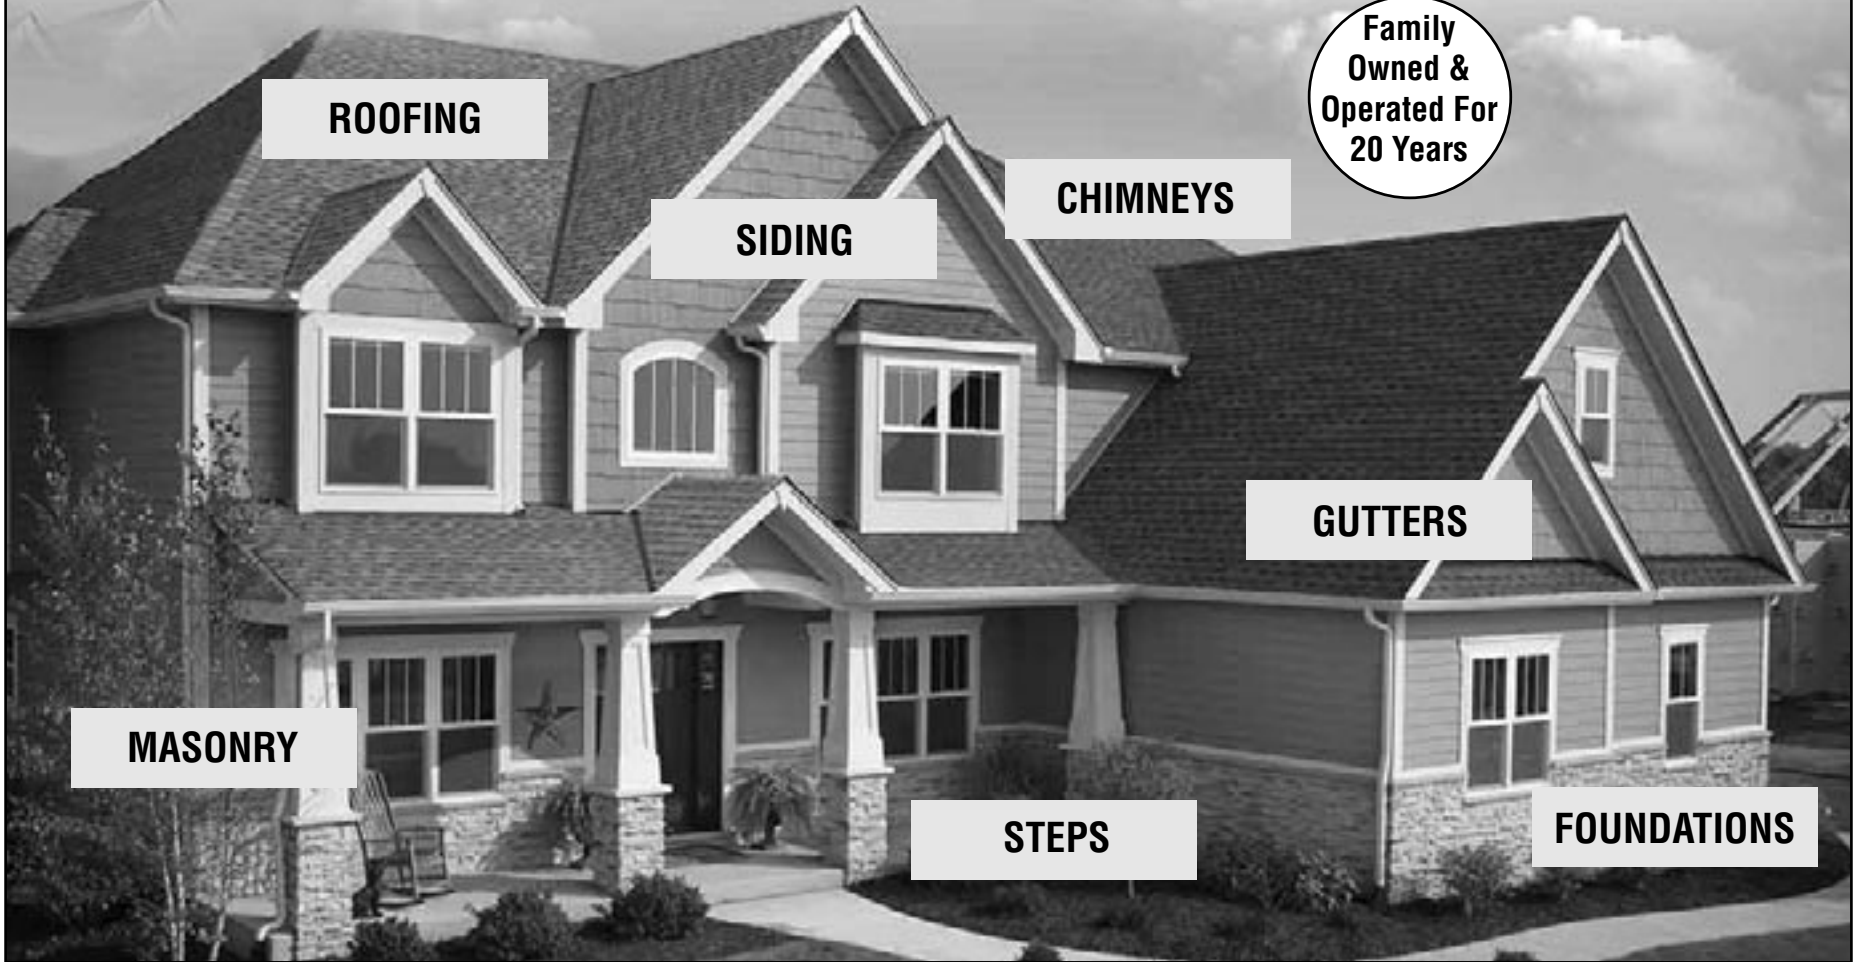 Family
Owned &
Operated For
20 Years
ROOFING
CHIMNEYS
SIDING
GUTTERS
MASONRY
STEPS
FOUNDATIONS